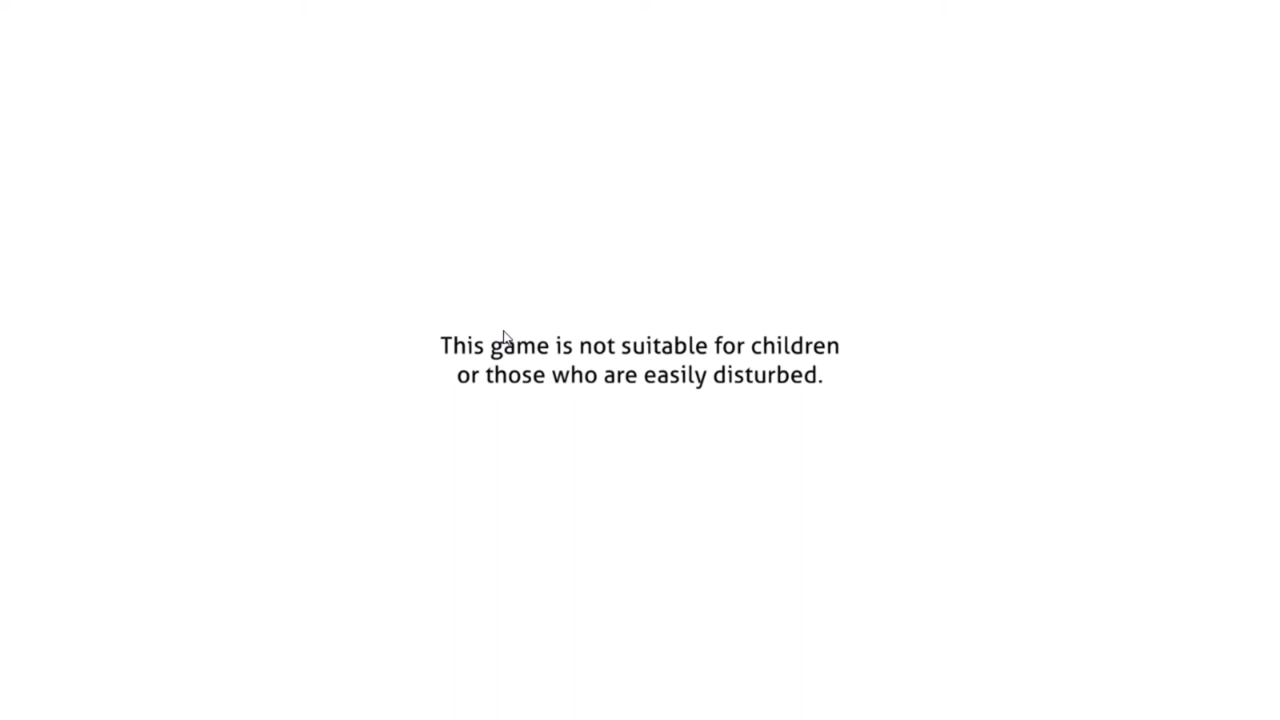 This game is not suitable for children
or those who are easily disturbed.